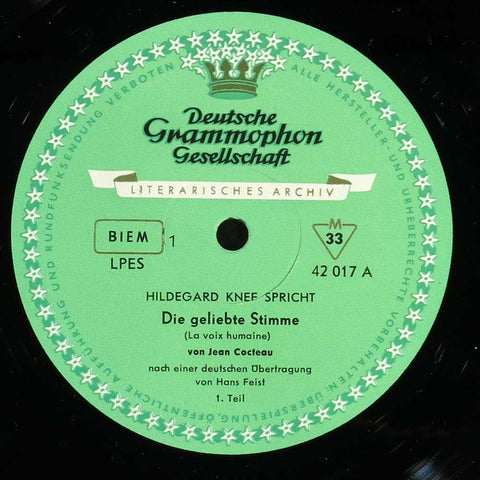 ALLE HERSTELLER- UND URHEBERRECHTE VORBEHALTEN, ÜBERSPIELUNG, ÖFFENTLICHE AUFFÜHRUNG UND RUNDFUNKSENDUNG VERBOTEN
Deutsche
Grammophon
Gesellschaft
LITERARISCHES ARCHIV
BIEM 1
LPES
M
33
42 017 A
HILDEGARD KNEF SPRICHT
Die geliebte Stimme
(La voix humaine)
von Jean Cocteau
nach einer deutschen Übertragung
von Hans Feist
1. Teil